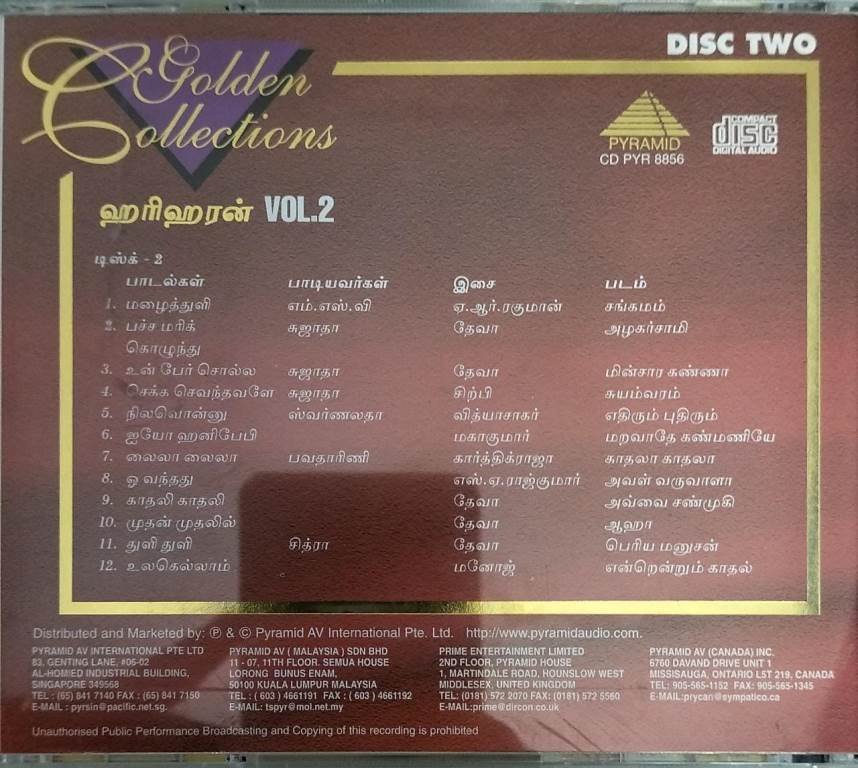 DISC TWO
Golden
Collections
PYRAMID
CD PYR 8856
COMPACT
disc
DIGITAL AUDIO
ஹரிஹரன் VOL.2
டிஸ்க் - 2
பாடல்கள் பாடியவர்கள் இசை படம்
1. மழைத்துளி எம்.எஸ்.வி ஏ.ஆர்.ரகுமான் சங்கமம்
2. பச்ச மரிக் சுஜாதா தேவா அழகர்சாமி
கொழுந்து
3. உன் பேர் சொல்ல சுஜாதா தேவா மின்சார கண்ணா
4. செக்க செவந்தவளே சுஜாதா சிற்பி சுயம்வரம்
5. நிலவொன்னு ஸ்வர்ணலதா வித்யாசாகர் எதிரும் புதிரும்
6. ஐயோ ஹனிபேபி மகாகுமார் மறவாதே கண்மணியே
7. லைலா லைலா பவதாரிணி கார்த்திக்ராஜா காதலா காதலா
8. ஓ வந்தது எஸ்.ஏ.ராஜ்குமார் அவள் வருவாளா
9. காதலி காதலி தேவா அவ்வை சண்முகி
10. முதன் முதலில் தேவா ஆஹா
11. துளி துளி சித்ரா தேவா பெரிய மனுசன்
12. உலகெல்லாம் மனோஜ் என்றென்றும் காதல்
Distributed and Marketed by: ℗ & © Pyramid AV International Pte. Ltd. http://www.pyramidaudio.com.
PYRAMID AV INTERNATIONAL PTE LTD PYRAMID AV ( MALAYSIA ) SDN BHD PRIME ENTERTAINMENT LIMITED PYRAMID AV (CANADA) INC.
83, GENTING LANE, #06-02 11 - 07, 11TH FLOOR. SEMUA HOUSE 2ND FLOOR, PYRAMID HOUSE 6760 DAVAND DRIVE UNIT 1
AL-HOMIED INDUSTRIAL BUILDING, LORONG BUNUS ENAM, 1, MARTINDALE ROAD, HOUNSLOW WEST MISSISAUGA, ONTARIO L5T 219, CANADA
SINGAPORE 349568 50100 KUALA LUMPUR MALAYSIA MIDDLESEX, UNITED KINGDOM TEL: 905-565-1152 FAX: 905-565-1345
TEL : (65) 841 7140 FAX : (65) 841 7150 TEL : ( 603 ) 4661191 FAX : ( 603 ) 4661192 TEL: (0181) 572 2070 FAX: (0181) 572 5560 E-MAIL : prycan@sympatico.ca
E-MAIL : pyrsin@pacific.net.sg. E-MAIL : tspyr@mol.net.my E-MAIL:prime@dircon.co.uk
Unauthorised Public Performance Broadcasting and Copying of this recording is prohibited